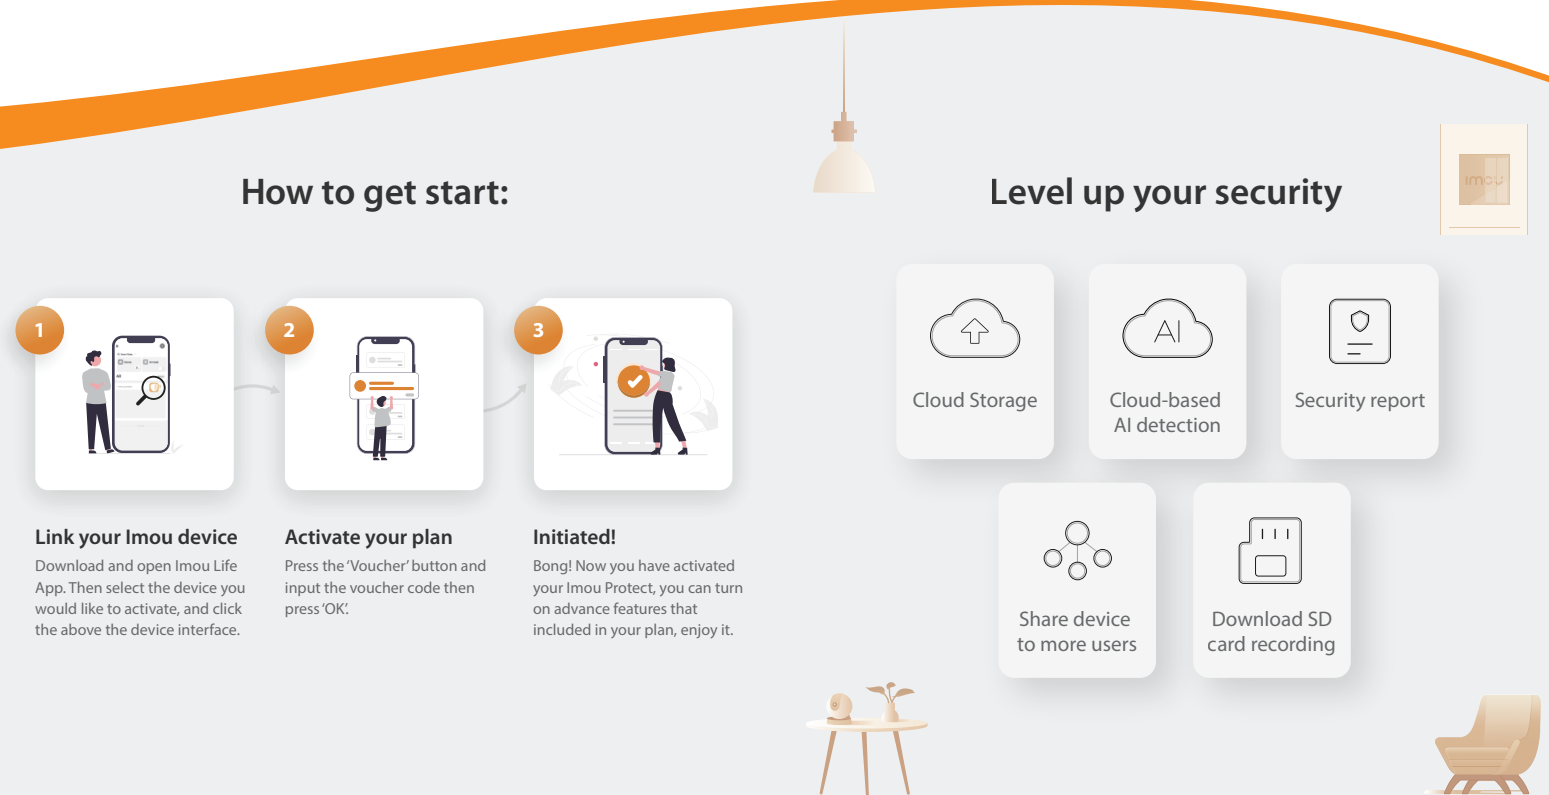 How to get start:
1
2
3
Link your Imou device
Download and open Imou Life
App. Then select the device you
would like to activate, and click
the above the device interface.
Activate your plan
Press the ‘Voucher’ button and
input the voucher code then
press ‘OK’.
Initiated!
Bong! Now you have activated
your Imou Protect, you can turn
on advance features that
included in your plan, enjoy it.
Level up your security
imou
Cloud Storage
AI
Cloud-based
AI detection
Security report
Share device
to more users
Download SD
card recording